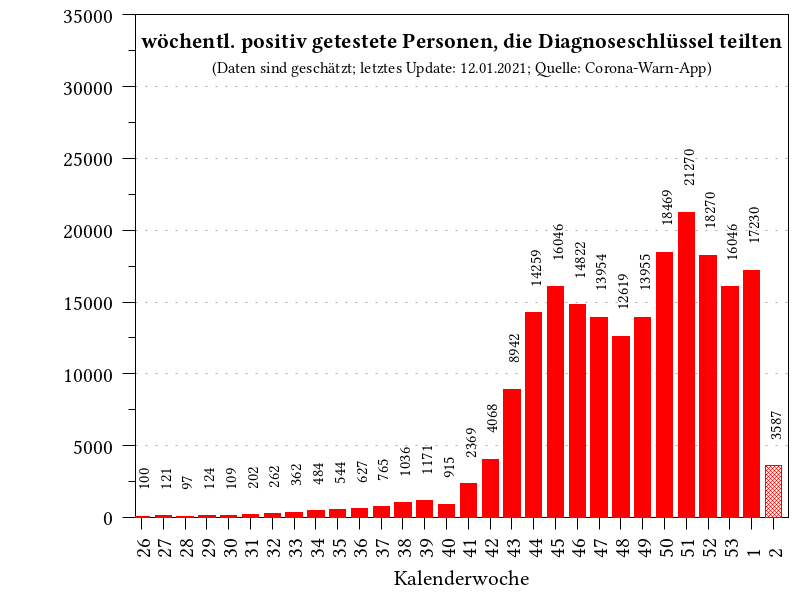 wöchentl. positiv getestete Personen, die Diagnoseschlüssel teilten
(Daten sind geschätzt; letztes Update: 12.01.2021; Quelle: Corona-Warn-App)
35000
30000
25000
20000
15000
10000
5000
0
100 121 97 124 109 202 262 362 484 544 627 765 1036 1171 915 2369 4068 8942 14259 16046 14822 13954 12619 13955 18469 21270 18270 16046 17230 3587
26 27 28 29 30 31 32 33 34 35 36 37 38 39 40 41 42 43 44 45 46 47 48 49 50 51 52 53 1 2
Kalenderwoche